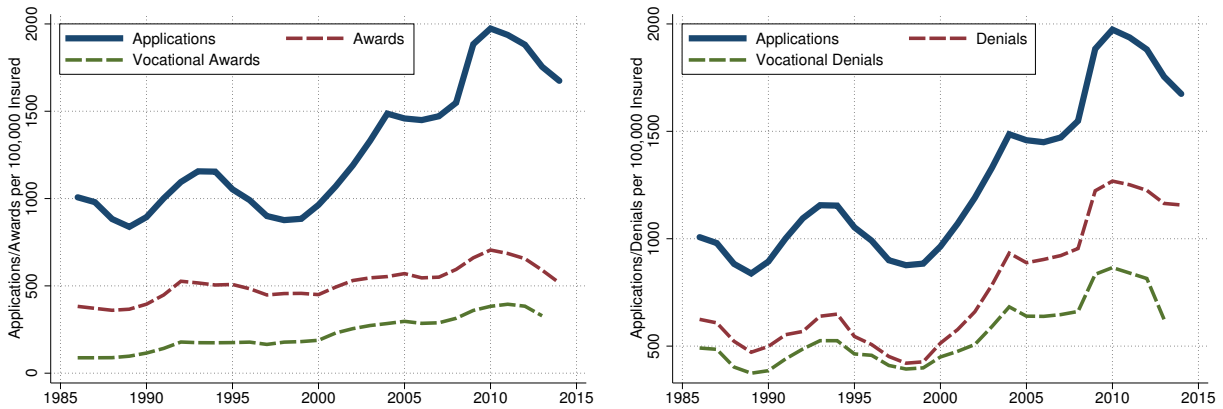 Applications/Awards per 100,000 Insured
2000
1500
1000
500
0
Applications
Awards
Vocational Awards
1985 1990 1995 2000 2005 2010 2015
Applications/Denials per 100,000 Insured
2000
1500
1000
500
Applications
Denials
Vocational Denials
1985 1990 1995 2000 2005 2010 2015